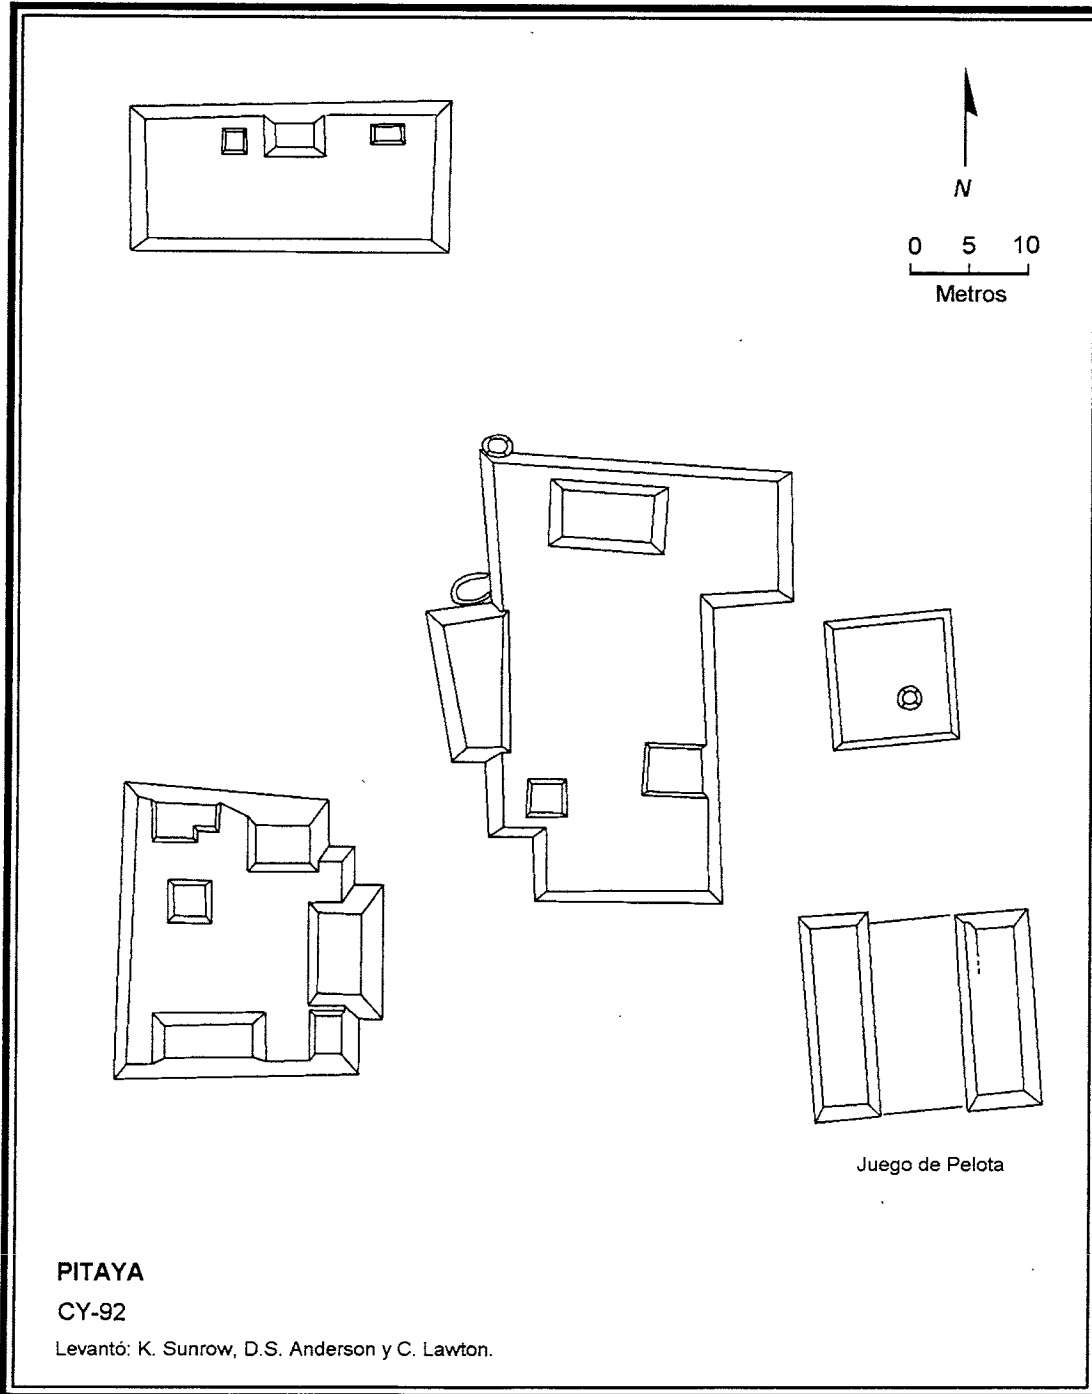 N
0 5 10
Metros
Juego de Pelota
PITAYA
CY-92
Levantó: K. Sunrow, D.S. Anderson y C. Lawton.